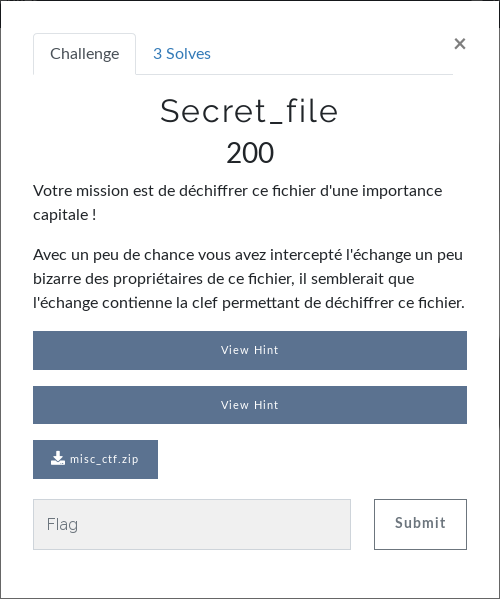 Challenge
3 Solves
×
Secret_file
200
Votre mission est de déchiffrer ce fichier d'une importance
capitale !
Avec un peu de chance vous avez intercepté l'échange un peu
bizarre des propriétaires de ce fichier, il semblerait que
l'échange contienne la clef permettant de déchiffrer ce fichier.
View Hint
View Hint
misc_ctf.zip
Flag
Submit